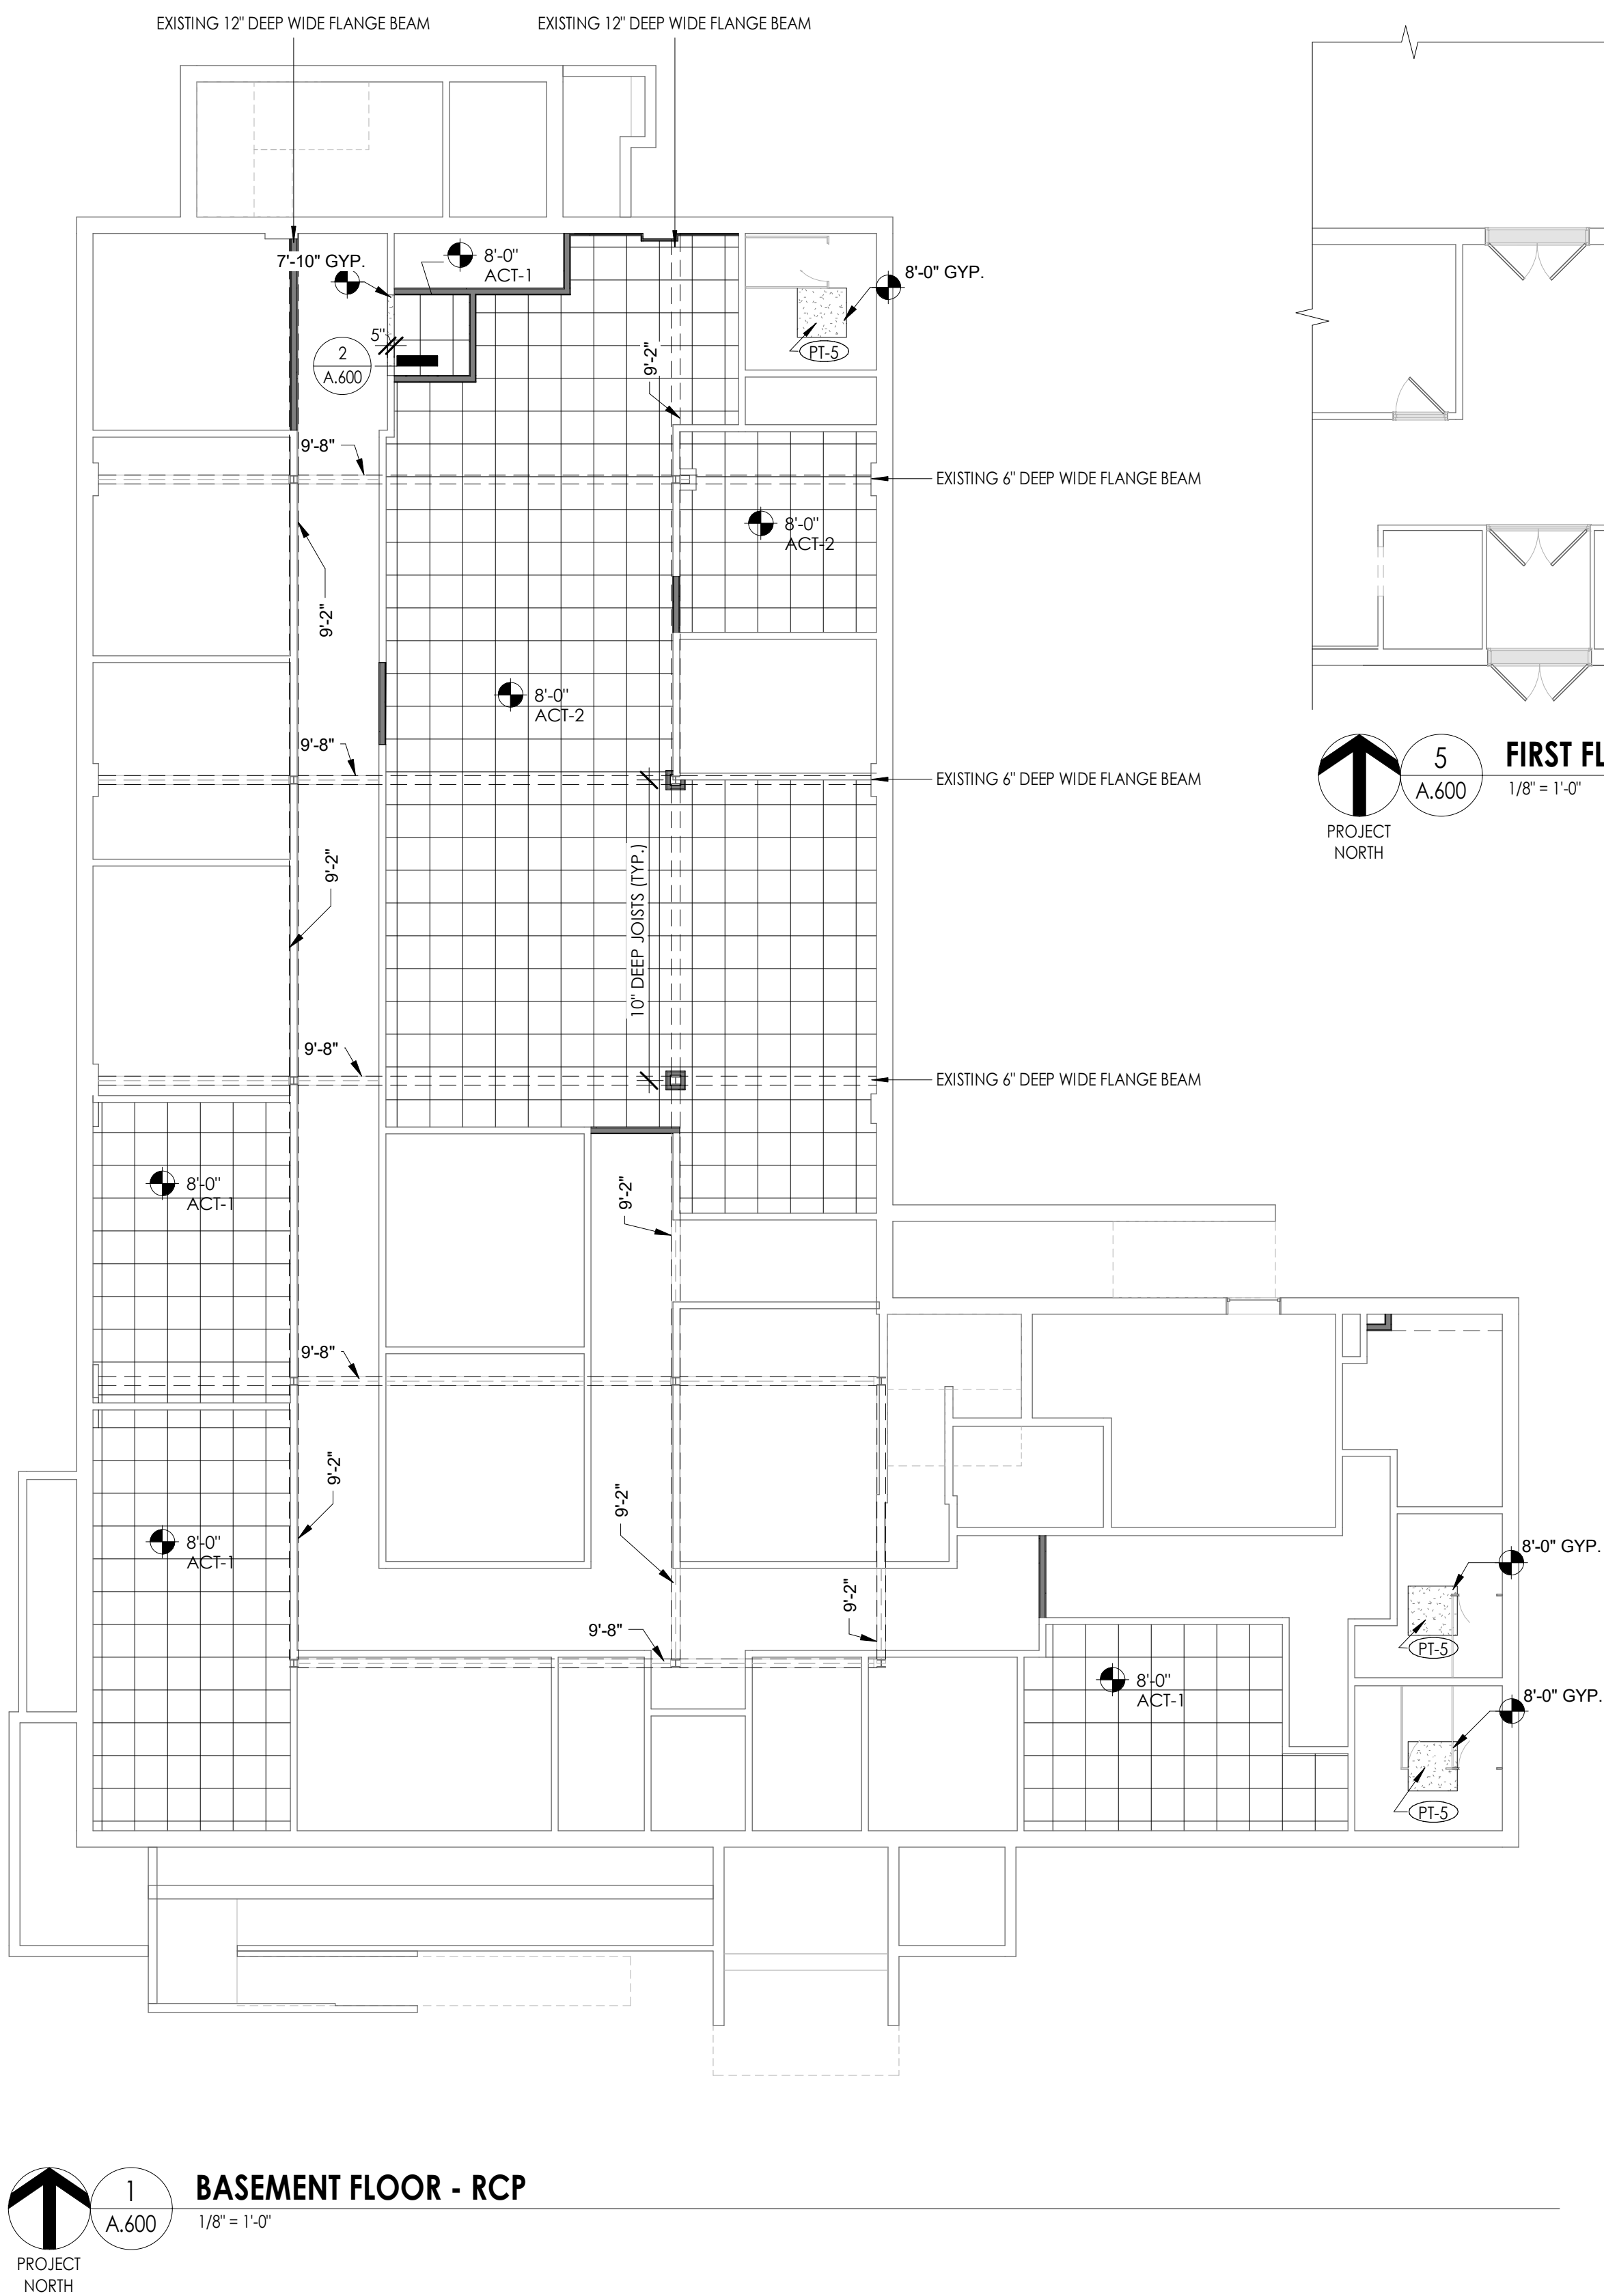 EXISTING 12" DEEP WIDE FLANGE BEAM
EXISTING 12" DEEP WIDE FLANGE BEAM
7'-10" GYP.
8'-0"
ACT-1
8'-0" GYP.
5"
2
A.600
PT-5
9'-2"
9'-8"
EXISTING 6" DEEP WIDE FLANGE BEAM
8'-0"
ACT-2
9'-2"
8'-0"
ACT-2
9'-8"
EXISTING 6" DEEP WIDE FLANGE BEAM
5
A.600
FIRST FL
1/8" = 1'-0"
PROJECT
NORTH
9'-2"
10" DEEP JOISTS (TYP.)
9'-8"
EXISTING 6" DEEP WIDE FLANGE BEAM
8'-0"
ACT-1
9'-2"
9'-8"
9'-2"
9'-2"
8'-0"
ACT-1
8'-0" GYP.
9'-2"
9'-8"
PT-5
8'-0"
ACT-1
8'-0" GYP.
PT-5
1
A.600
BASEMENT FLOOR - RCP
1/8" = 1'-0"
PROJECT
NORTH